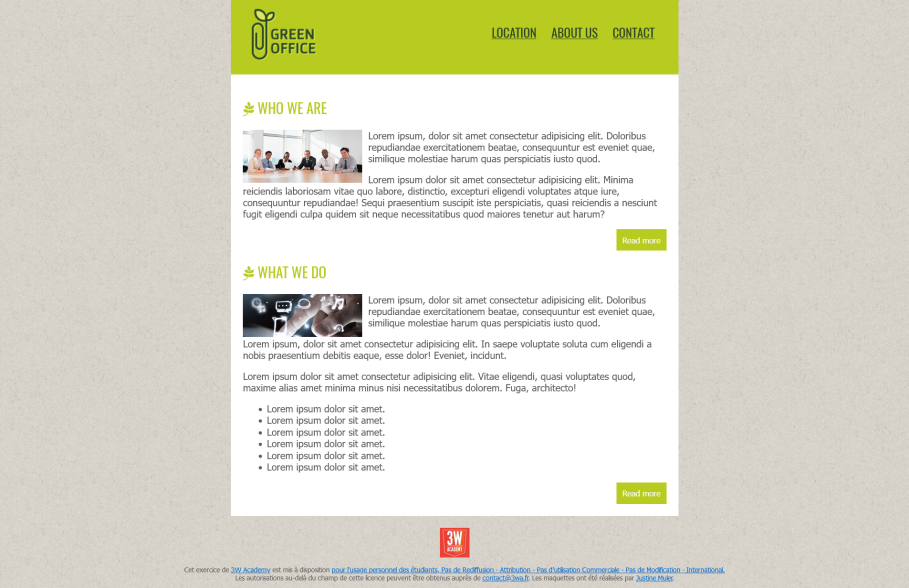 GREEN
OFFICE
LOCATION ABOUT US CONTACT
WHO WE ARE
Lorem ipsum, dolor sit amet consectetur adipisicing elit. Doloribus
repudiandae exercitationem beatae, consequuntur est eveniet quae,
similique molestiae harum quas perspiciatis iusto quod.
Lorem ipsum dolor sit amet consectetur adipisicing elit. Minima
reiciendis laboriosam vitae quo labore, distinctio, excepturi eligendi voluptates atque iure,
consequuntur repudiandae! Sequi praesentium suscipit iste perspiciatis, quasi reiciendis a nesciunt
fugit eligendi culpa quidem sit neque necessitatibus quod maiores tenetur aut harum?
Read more
WHAT WE DO
Lorem ipsum, dolor sit amet consectetur adipisicing elit. Doloribus
repudiandae exercitationem beatae, consequuntur est eveniet quae,
similique molestiae harum quas perspiciatis iusto quod.
Lorem ipsum, dolor sit amet consectetur adipisicing elit. In saepe voluptate soluta cum eligendi a
nobis praesentium debitis eaque, esse dolor! Eveniet, incidunt.
Lorem ipsum dolor sit amet consectetur adipisicing elit. Vitae eligendi, quasi voluptates quod,
maxime alias amet minima minus nisi necessitatibus dolorem. Fuga, architecto!
• Lorem ipsum dolor sit amet.
• Lorem ipsum dolor sit amet.
• Lorem ipsum dolor sit amet.
• Lorem ipsum dolor sit amet.
• Lorem ipsum dolor sit amet.
• Lorem ipsum dolor sit amet.
Read more
3W
ACADEMY
Cet exercice de 3W Academy est mis à disposition pour l'usage personnel des étudiants. Pas de Rediffusion - Attribution - Pas d'utilisation Commerciale - Pas de Modification - International.
Les autorisations au-delà du champ de cette licence peuvent être obtenus auprès de contact@3wa.fr. Les maquettes ont été réalisées par Justine Muler.